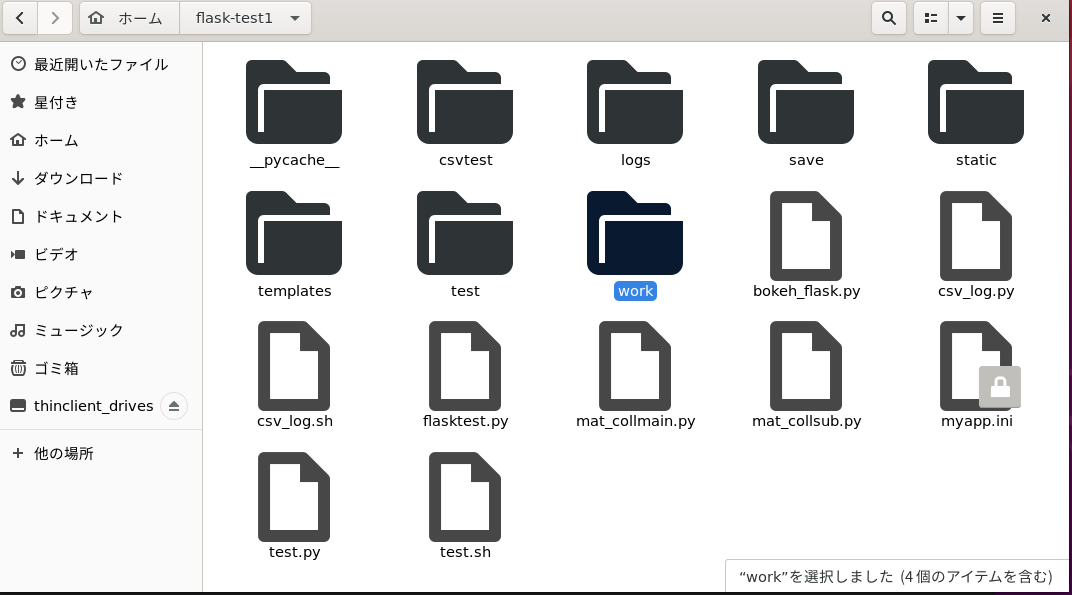 ホーム
flask-test1
最近開いたファイル
星付き
ホーム
ダウンロード
ドキュメント
ビデオ
ピクチャ
ミュージック
ゴミ箱
thinclient_drives
他の場所
__pycache__
csvtest
logs
save
static
templates
test
work
bokeh_flask.py
csv_log.py
csv_log.sh
flasktest.py
mat_collmain.py
mat_collsub.py
myapp.ini
test.py
test.sh
“work”を選択しました (4 個のアイテムを含む)